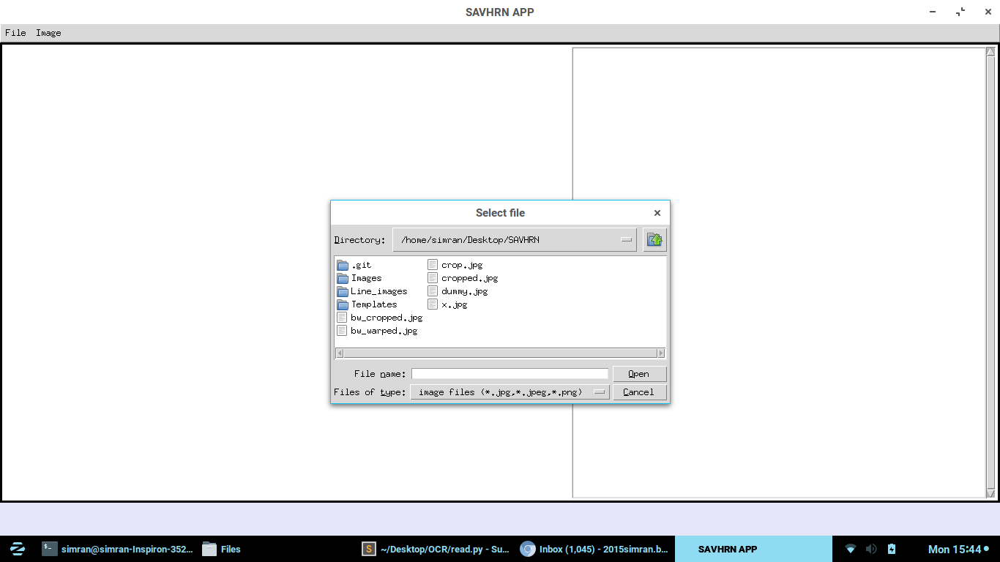 SAVHRN APP
File Image
Select file
Directory: /home/simran/Desktop/SAVHRN
.git
Images
Line_images
Templates
bw_cropped.jpg
bw_warped.jpg
crop.jpg
cropped.jpg
dummy.jpg
x.jpg
File name: Open
Files of type: image files (*.jpg,*.jpeg,*.png) Cancel
simran@simran-Inspiron-352... Files ~/Desktop/OCR/read.py - Su... Inbox (1,045) - 2015simran.b... SAVHRN APP Mon 15:44